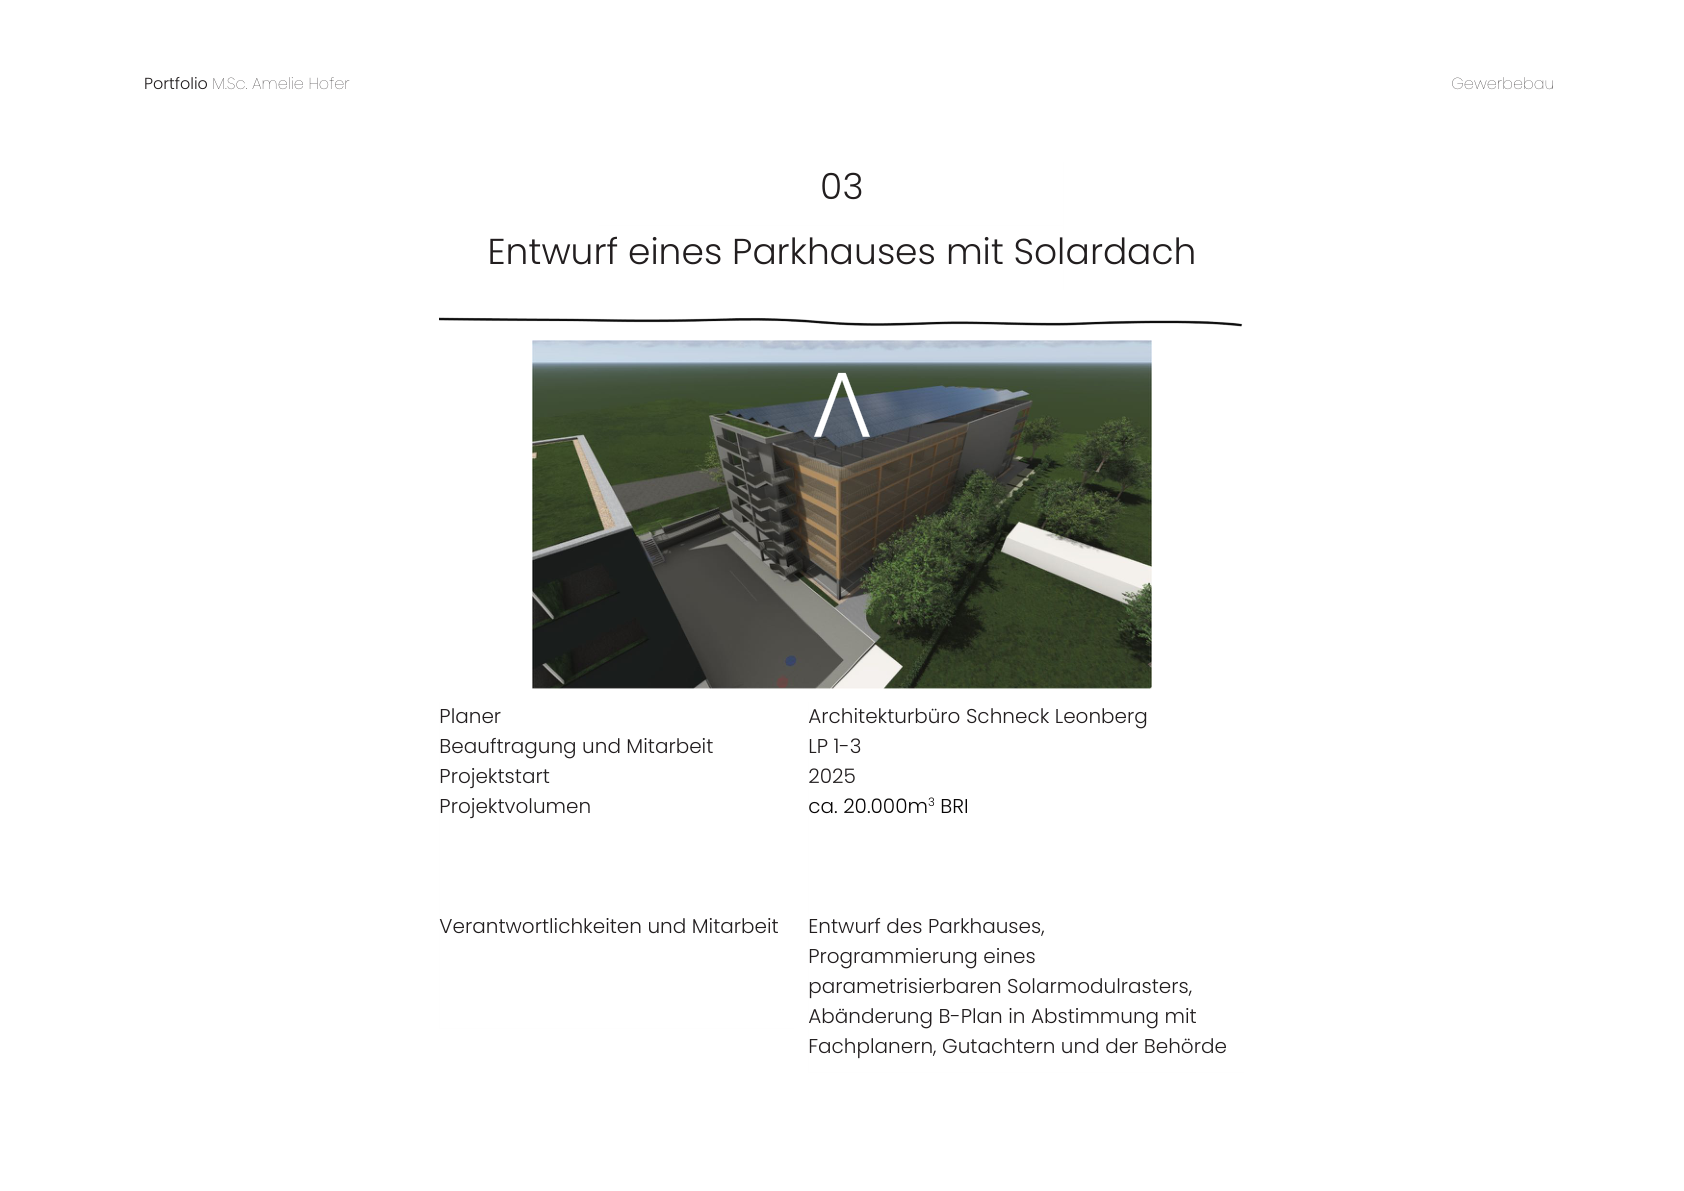 Portfolio M.Sc. Amelie Hofer
Gewerbebau
03
Entwurf eines Parkhauses mit Solardach
Planer
Architekturbüro Schneck Leonberg
Beauftragung und Mitarbeit
LP 1-3
Projektstart
2025
Projektvolumen
ca. 20.000m³ BRI
Verantwortlichkeiten und Mitarbeit
Entwurf des Parkhauses,
Programmierung eines
parametrisierbaren Solarmodulrasters,
Abänderung B-Plan in Abstimmung mit
Fachplanern, Gutachtern und der Behörde